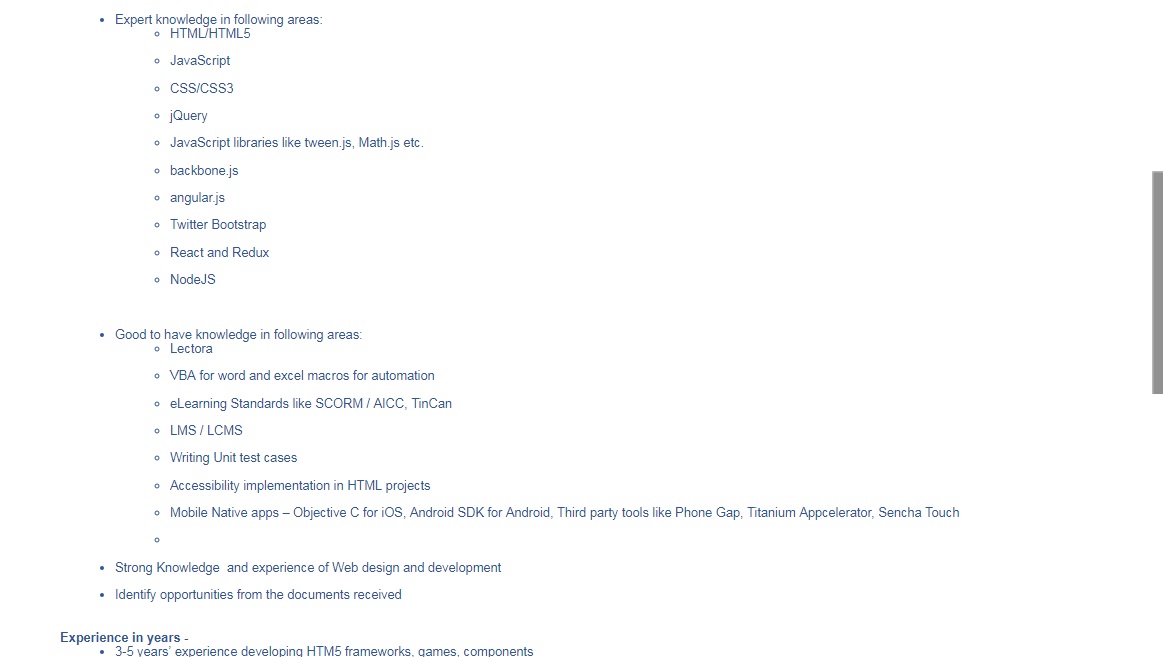 Expert knowledge in following areas:
HTML/HTML5
JavaScript
CSS/CSS3
jQuery
JavaScript libraries like tween.js, Math.js etc.
backbone.js
angular.js
Twitter Bootstrap
React and Redux
NodeJS
Good to have knowledge in following areas:
Lectora
VBA for word and excel macros for automation
eLearning Standards like SCORM / AICC, TinCan
LMS / LCMS
Writing Unit test cases
Accessibility implementation in HTML projects
Mobile Native apps – Objective C for iOS, Android SDK for Android, Third party tools like Phone Gap, Titanium Appcelerator, Sencha Touch
Strong Knowledge  and experience of Web design and development
Identify opportunities from the documents received
Experience in years -
3-5 years’ experience developing HTM5 frameworks, games, components